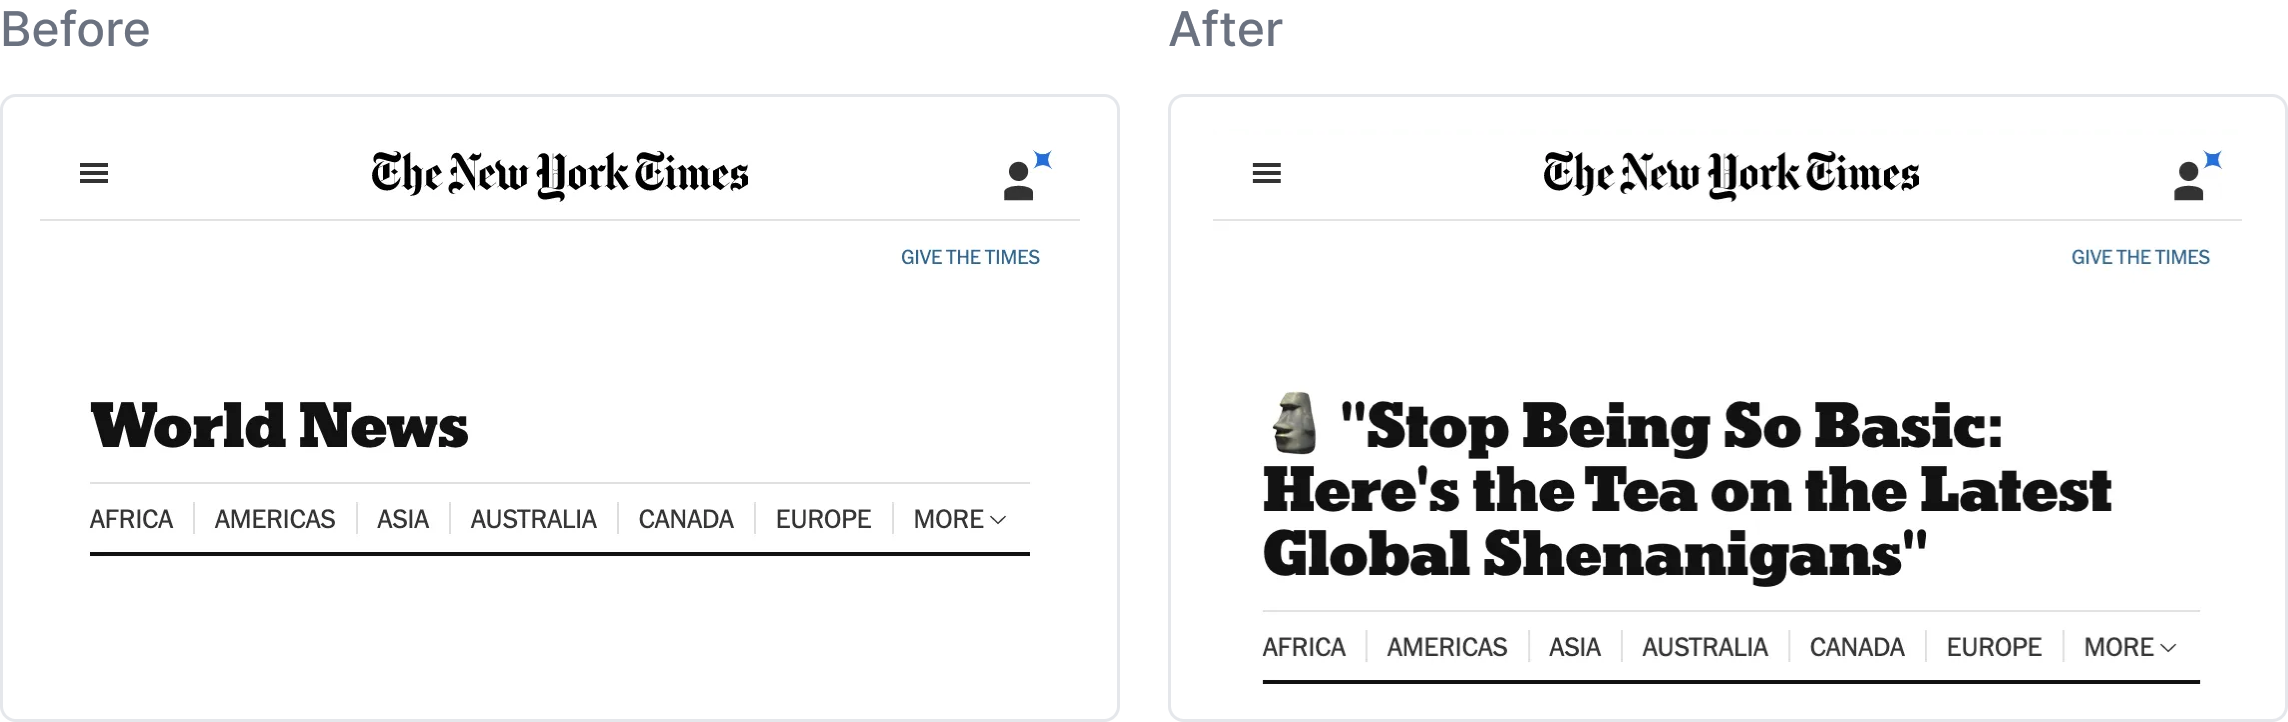 Before
The New York Times
GIVE THE TIMES
World News
AFRICA AMERICAS ASIA AUSTRALIA CANADA EUROPE MORE
After
The New York Times
GIVE THE TIMES
🗿 "Stop Being So Basic:
Here's the Tea on the Latest
Global Shenanigans"
AFRICA AMERICAS ASIA AUSTRALIA CANADA EUROPE MORE